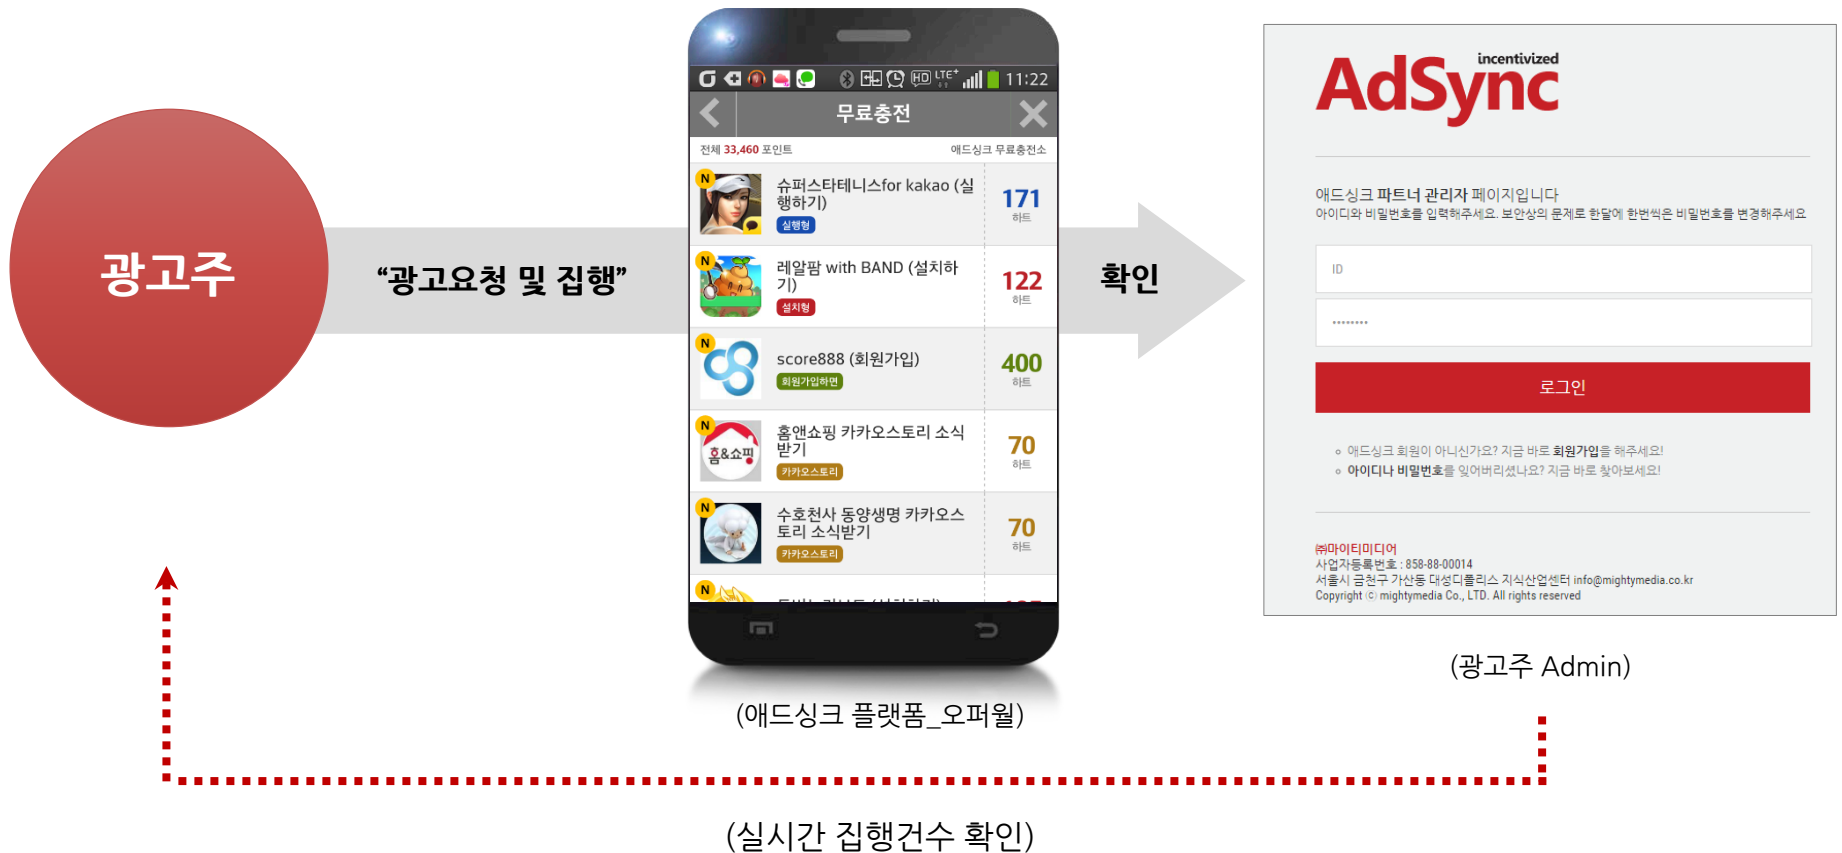 광고주
“광고요청 및 집행”
11:22
무료충전
전체 33,460 포인트
애드싱크 무료충전소
N
슈퍼스타테니스for kakao (실
행하기)
실행형
171
하트
N
레알팜 with BAND (설치하
기)
설치형
122
하트
N
score888 (회원가입)
회원가입하면
400
하트
N
홈&쇼핑
홈앤쇼핑 카카오스토리 소식
받기
카카오스토리
70
하트
N
수호천사 동양생명 카카오스
토리 소식받기
카카오스토리
70
하트
N
(애드싱크 플랫폼_오퍼월)
확인
incentivized
AdSync
애드싱크 파트너 관리자 페이지입니다
아이디와 비밀번호를 입력해주세요. 보안상의 문제로 한달에 한번씩은 비밀번호를 변경해주세요
ID
로그인
애드싱크 회원이 아니신가요? 지금 바로 회원가입을 해주세요!
아이디나 비밀번호를 잊어버리셨나요? 지금 바로 찾아보세요!
㈜마이티미디어
사업자등록번호 : 858-88-00014
서울시 금천구 가산동 대성디폴리스 지식산업센터 info@mightymedia.co.kr
Copyright ⓒ mightymedia Co., LTD. All rights reserved
(광고주 Admin)
(실시간 집행건수 확인)